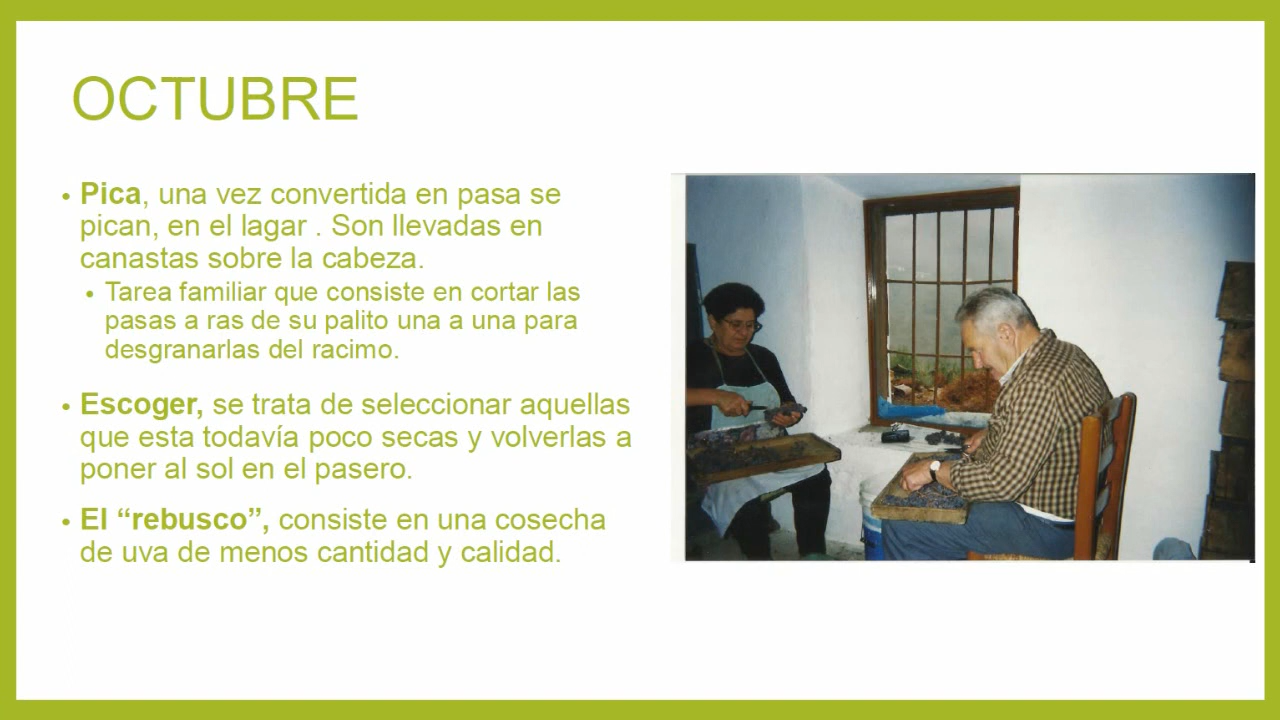 OCTUBRE
• Pica, una vez convertida en pasa se
pican, en el lagar . Son llevadas en
canastas sobre la cabeza.
• Tarea familiar que consiste en cortar las
pasas a ras de su palito una a una para
desgranarlas del racimo.
• Escoger, se trata de seleccionar aquellas
que esta todavía poco secas y volverlas a
poner al sol en el pasero.
• El “rebusco”, consiste en una cosecha
de uva de menos cantidad y calidad.